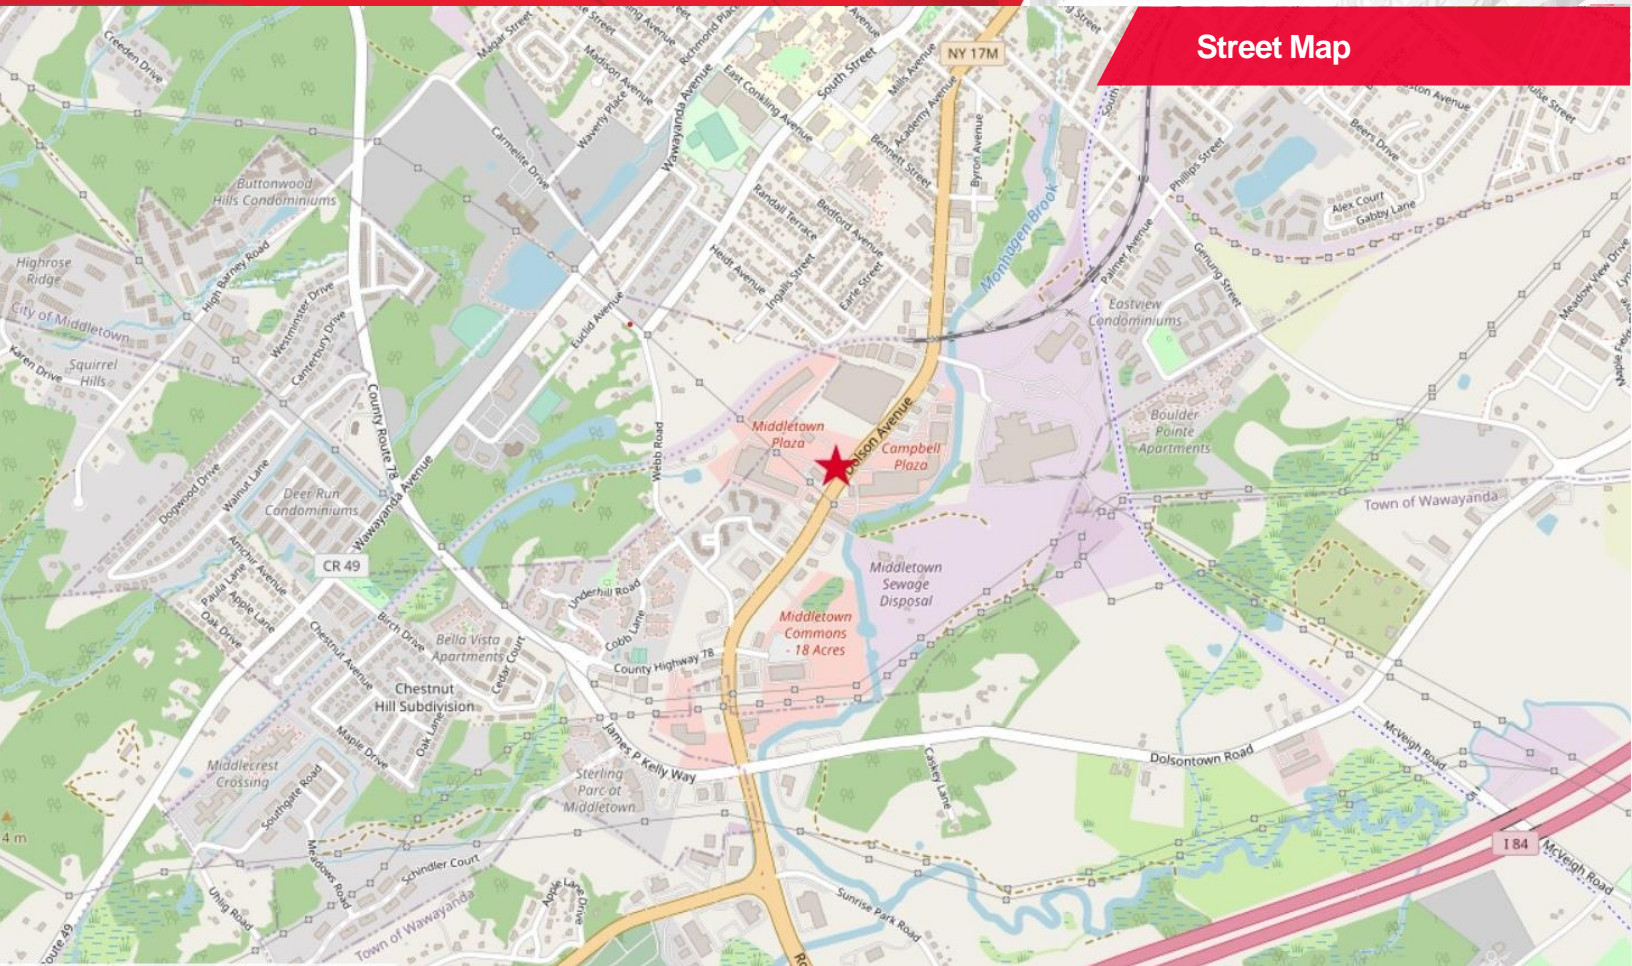 Street Map
NY 17M
Creeden Drive
Magar Street
Madison Avenue
Richmond Place
Waverly Place
Wawayanda Avenue
East Conkling Avenue
South Street
Mills Avenue
Academy Avenue
Bennett Street
Byron Avenue
Beers Drive
Phillips Street
Alex Court
Gabby Lane
Carmelite Drive
Buttonwood
Hills Condominiums
Highrose
Ridge
High Barney Road
City of Middletown
Karen Drive
Squirrel
Hills
Westminster Drive
Canterbury Drive
Euclid Avenue
Randall Terrace
Bedford Avenue
Heidt Avenue
Ingalls Street
Earle Street
Monhagen Brook
Palmer Avenue
Genung Street
Eastview
Condominiums
Meadow View Drive
County Route 78
Webb Road
Middletown
Plaza
Dolson Avenue
Campbell
Plaza
Boulder
Pointe
Apartments
Town of Wawayanda
Dogwood Drive
Walnut Lane
Deer Run
Condominiums
Wawayanda Avenue
CR 49
Amchir Avenue
Paula Lane
Apple Lane
Oak Drive
Birch Drive
Chestnut Avenue
Bella Vista
Apartments
Cedar Court
Underhill Road
Cobb Lane
County Highway 78
Middletown
Sewage
Disposal
Middletown
Commons
- 18 Acres
Chestnut
Hill Subdivision
Maple Drive
Oak Lane
James P Kelly Way
Sterling
Parc at
Middletown
Middlecrest
Crossing
Southgate Road
Meadows Road
Schindler Court
Uhlig Road
Town of Wawayanda
Apple Lane
Drive
Sunrise Park Road
Caskey Lane
Dolsontown Road
McVeigh Road
I 84
McVeigh Road
4 m